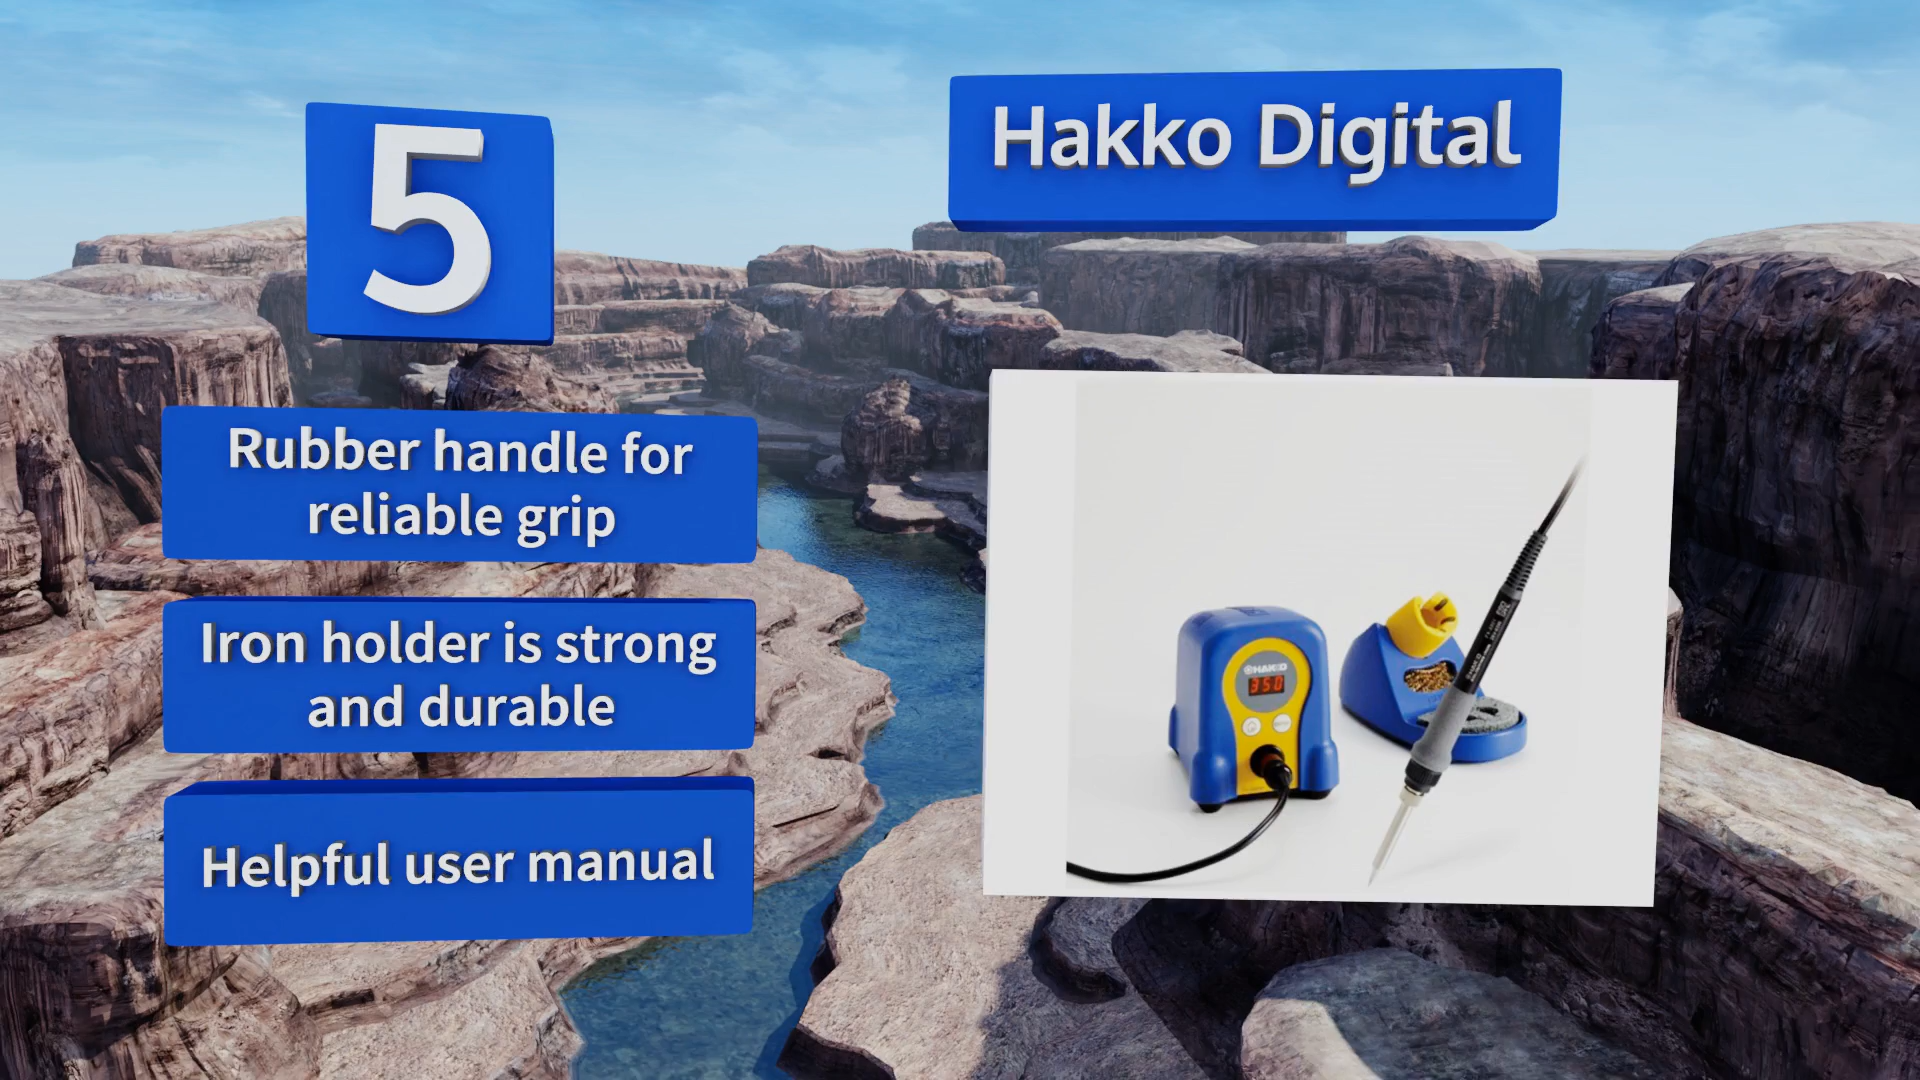 5
Hakko Digital
Rubber handle for
reliable grip
Iron holder is strong
and durable
Helpful user manual
HAKKO
350